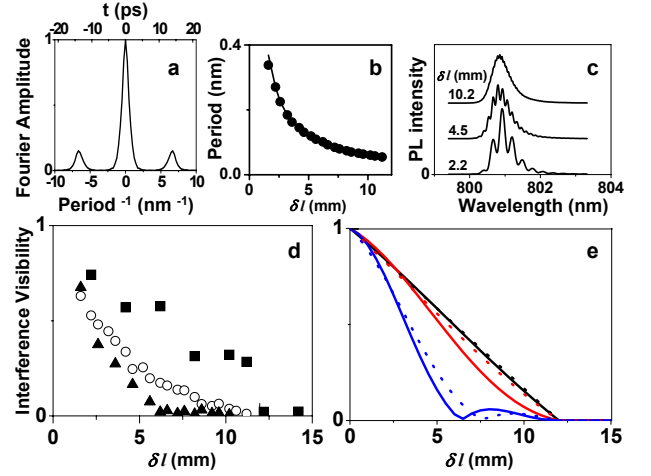 t (ps)
-20 -10 0 10 20
1
Fourier Amplitude
a
0
-10 -5 0 5 10
Period -1 (nm -1)
0.4
Period (nm)
b
0.0
0 5 10
δl (mm)
PL intensity
c
δl (mm)
10.2
4.5
2.2
0
800 802 804
Wavelength (nm)
1
Interference Visibility
d
0
0 5 10 15
δl (mm)
1
e
0
0 5 10 15
δl (mm)